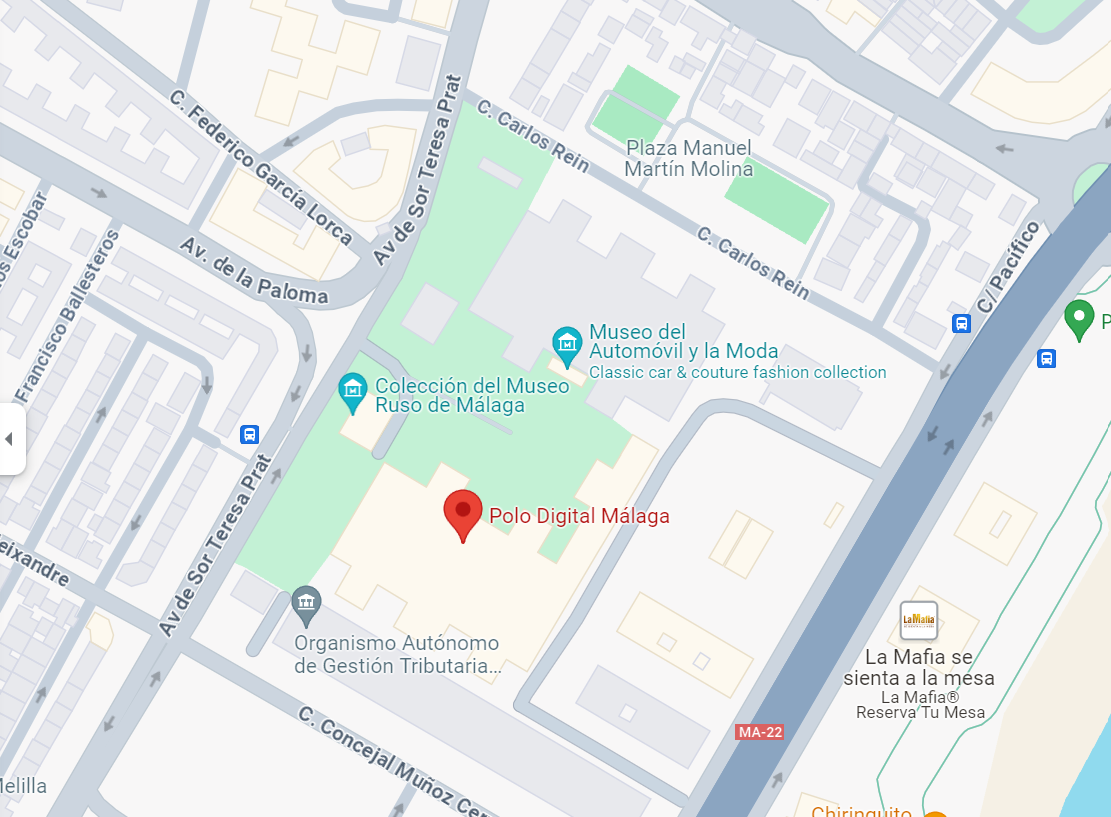 C. Federico García Lorca
Av de Sor Teresa Prat
C. Carlos Rein
Plaza Manuel
Martín Molina
Escobar
Av. de la Paloma
Francisco Ballesteros
C. Carlos Rein
C/ Pacífico
P
Museo del
Automóvil y la Moda
Classic car & couture fashion collection
Colección del Museo
Ruso de Málaga
Av de Sor Teresa Prat
Polo Digital Málaga
eixandre
Organismo Autónomo
de Gestión Tributaria...
La Mafia
La Mafia se
sienta a la mesa
La Mafia®
Reserva Tu Mesa
C. Concejal Muñoz Cer
MA-22
Melilla
Chiringuito